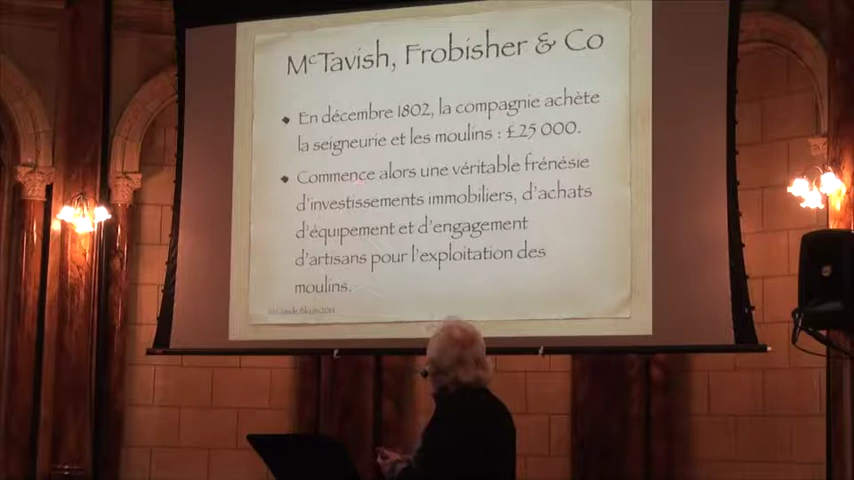 McTavish, Frobisher & Co
• En décembre 1802, la compagnie achète
la seigneurie et les moulins : £25 000.
• Commence alors une véritable frénésie
d'investissements immobiliers, d'achats
d'équipement et d'engagement
d'artisans pour l'exploitation des
moulins.